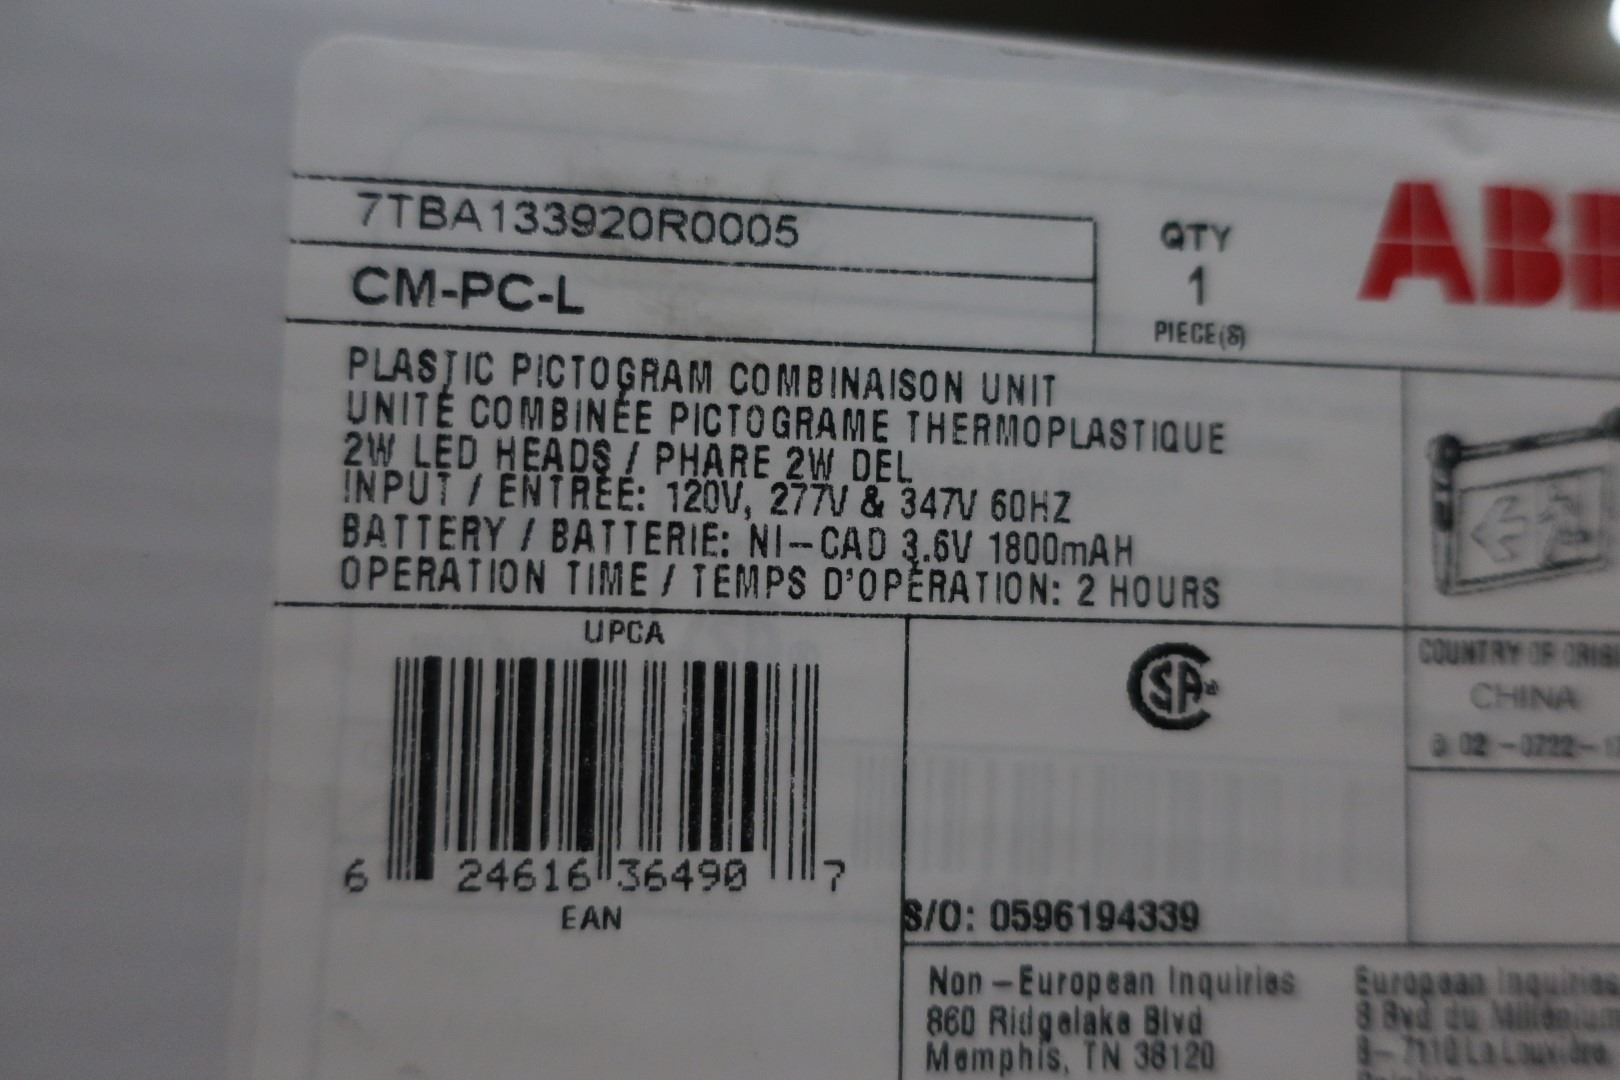 7TBA133920R0005
CM-PC-L
QTY
1
PIECE(S)
ABB
PLASTIC PICTOGRAM COMBINAISON UNIT
UNITÉ COMBINÉE PICTOGRAME THERMOPLASTIQUE
2W LED HEADS / PHARE 2W DEL
INPUT / ENTRÉE: 120V, 277V & 347V 60HZ
BATTERY / BATTERIE: NI-CAD 3.6V 1800mAH
OPERATION TIME / TEMPS D'OPÉRATION: 2 HOURS
UPCA
6 24616 36490 7
EAN
CSA
COUNTRY OF
CHINA
S/O: 0596194339
Non-European Inquiries
860 Ridgelake Blvd
Memphis, TN 38120
European Inquiries